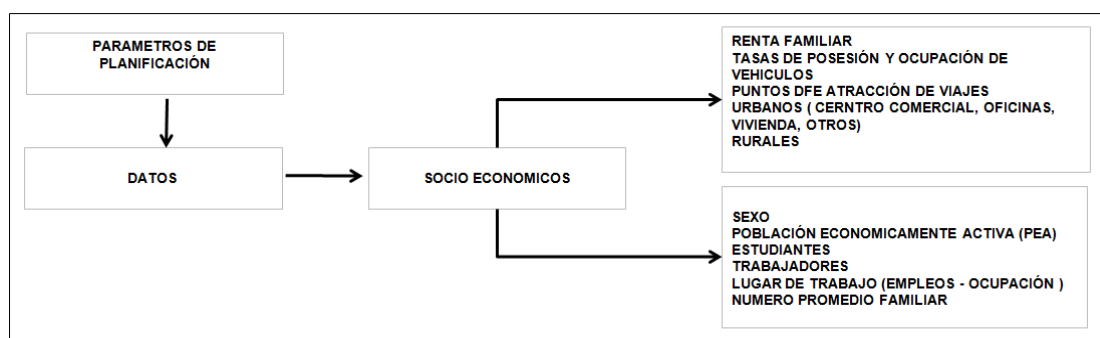 PARAMETROS DE
PLANIFICACIÓN
DATOS
SOCIO ECONOMICOS
RENTA FAMILIAR
TASAS DE POSESIÓN Y OCUPACIÓN DE
VEHICULOS
PUNTOS DFE ATRACCIÓN DE VIAJES
URBANOS ( CERNTRO COMERCIAL, OFICINAS,
VIVIENDA, OTROS)
RURALES
SEXO
POBLACIÓN ECONOMICAMENTE ACTIVA (PEA)
ESTUDIANTES
TRABAJADORES
LUGAR DE TRABAJO (EMPLEOS - OCUPACIÓN )
NUMERO PROMEDIO FAMILIAR